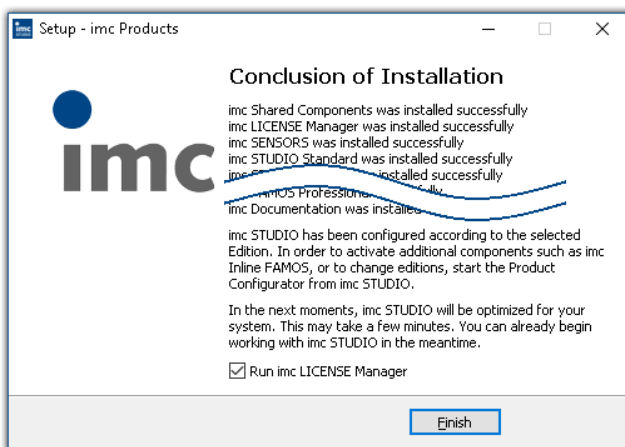 imc
STUDIO
Setup - imc Products
imc
Conclusion of Installation
imc Shared Components was installed successfully
imc LICENSE Manager was installed successfully
imc SENSORS was installed successfully
imc STUDIO Standard was installed successfully
imc installed successfully
FAMOS Professional
imc Documentation was installed
imc STUDIO has been configured according to the selected
Edition. In order to activate additional components such as imc
Inline FAMOS, or to change editions, start the Product
Configurator from imc STUDIO.
In the next moments, imc STUDIO will be optimized for your
system. This may take a few minutes. You can already begin
working with imc STUDIO in the meantime.
Run imc LICENSE Manager
Finish